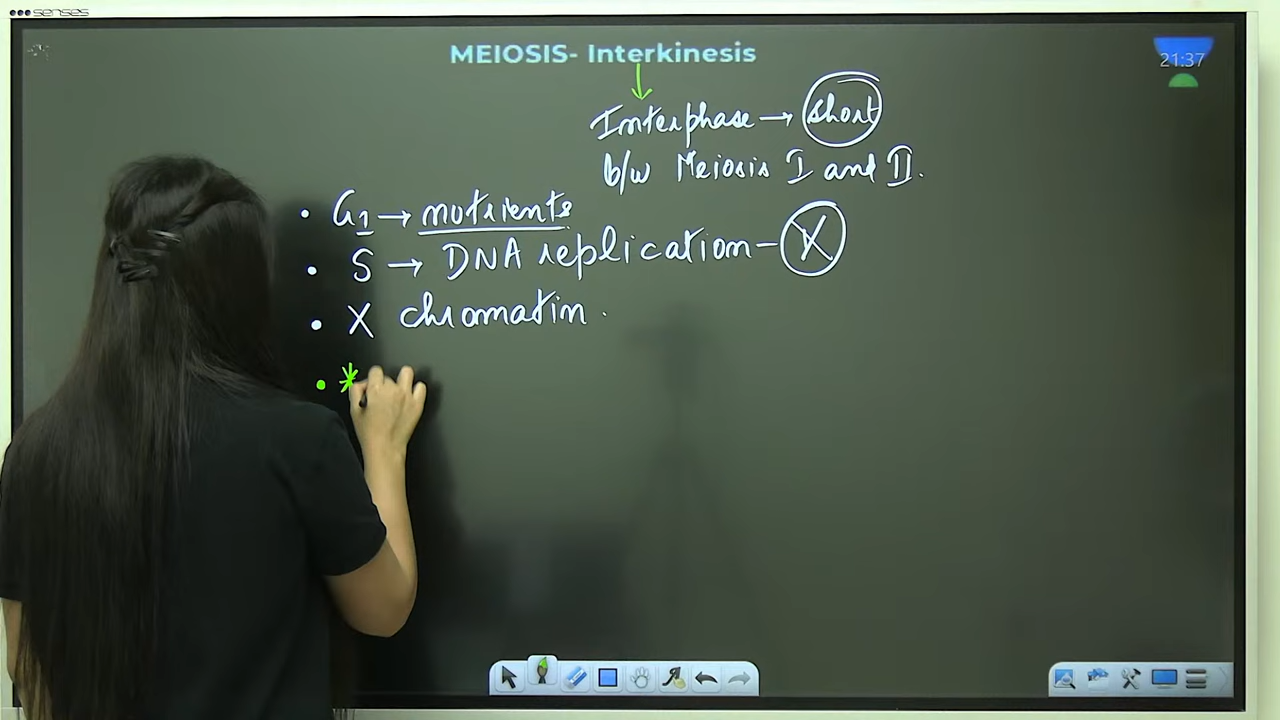 senses
MEIOSIS- Interkinesis
21:37
↓
Interphase → short
b/w Meiosis I and II.
• G1 → nutrients
• S → DNA replication - X
• X chromatin.
• *